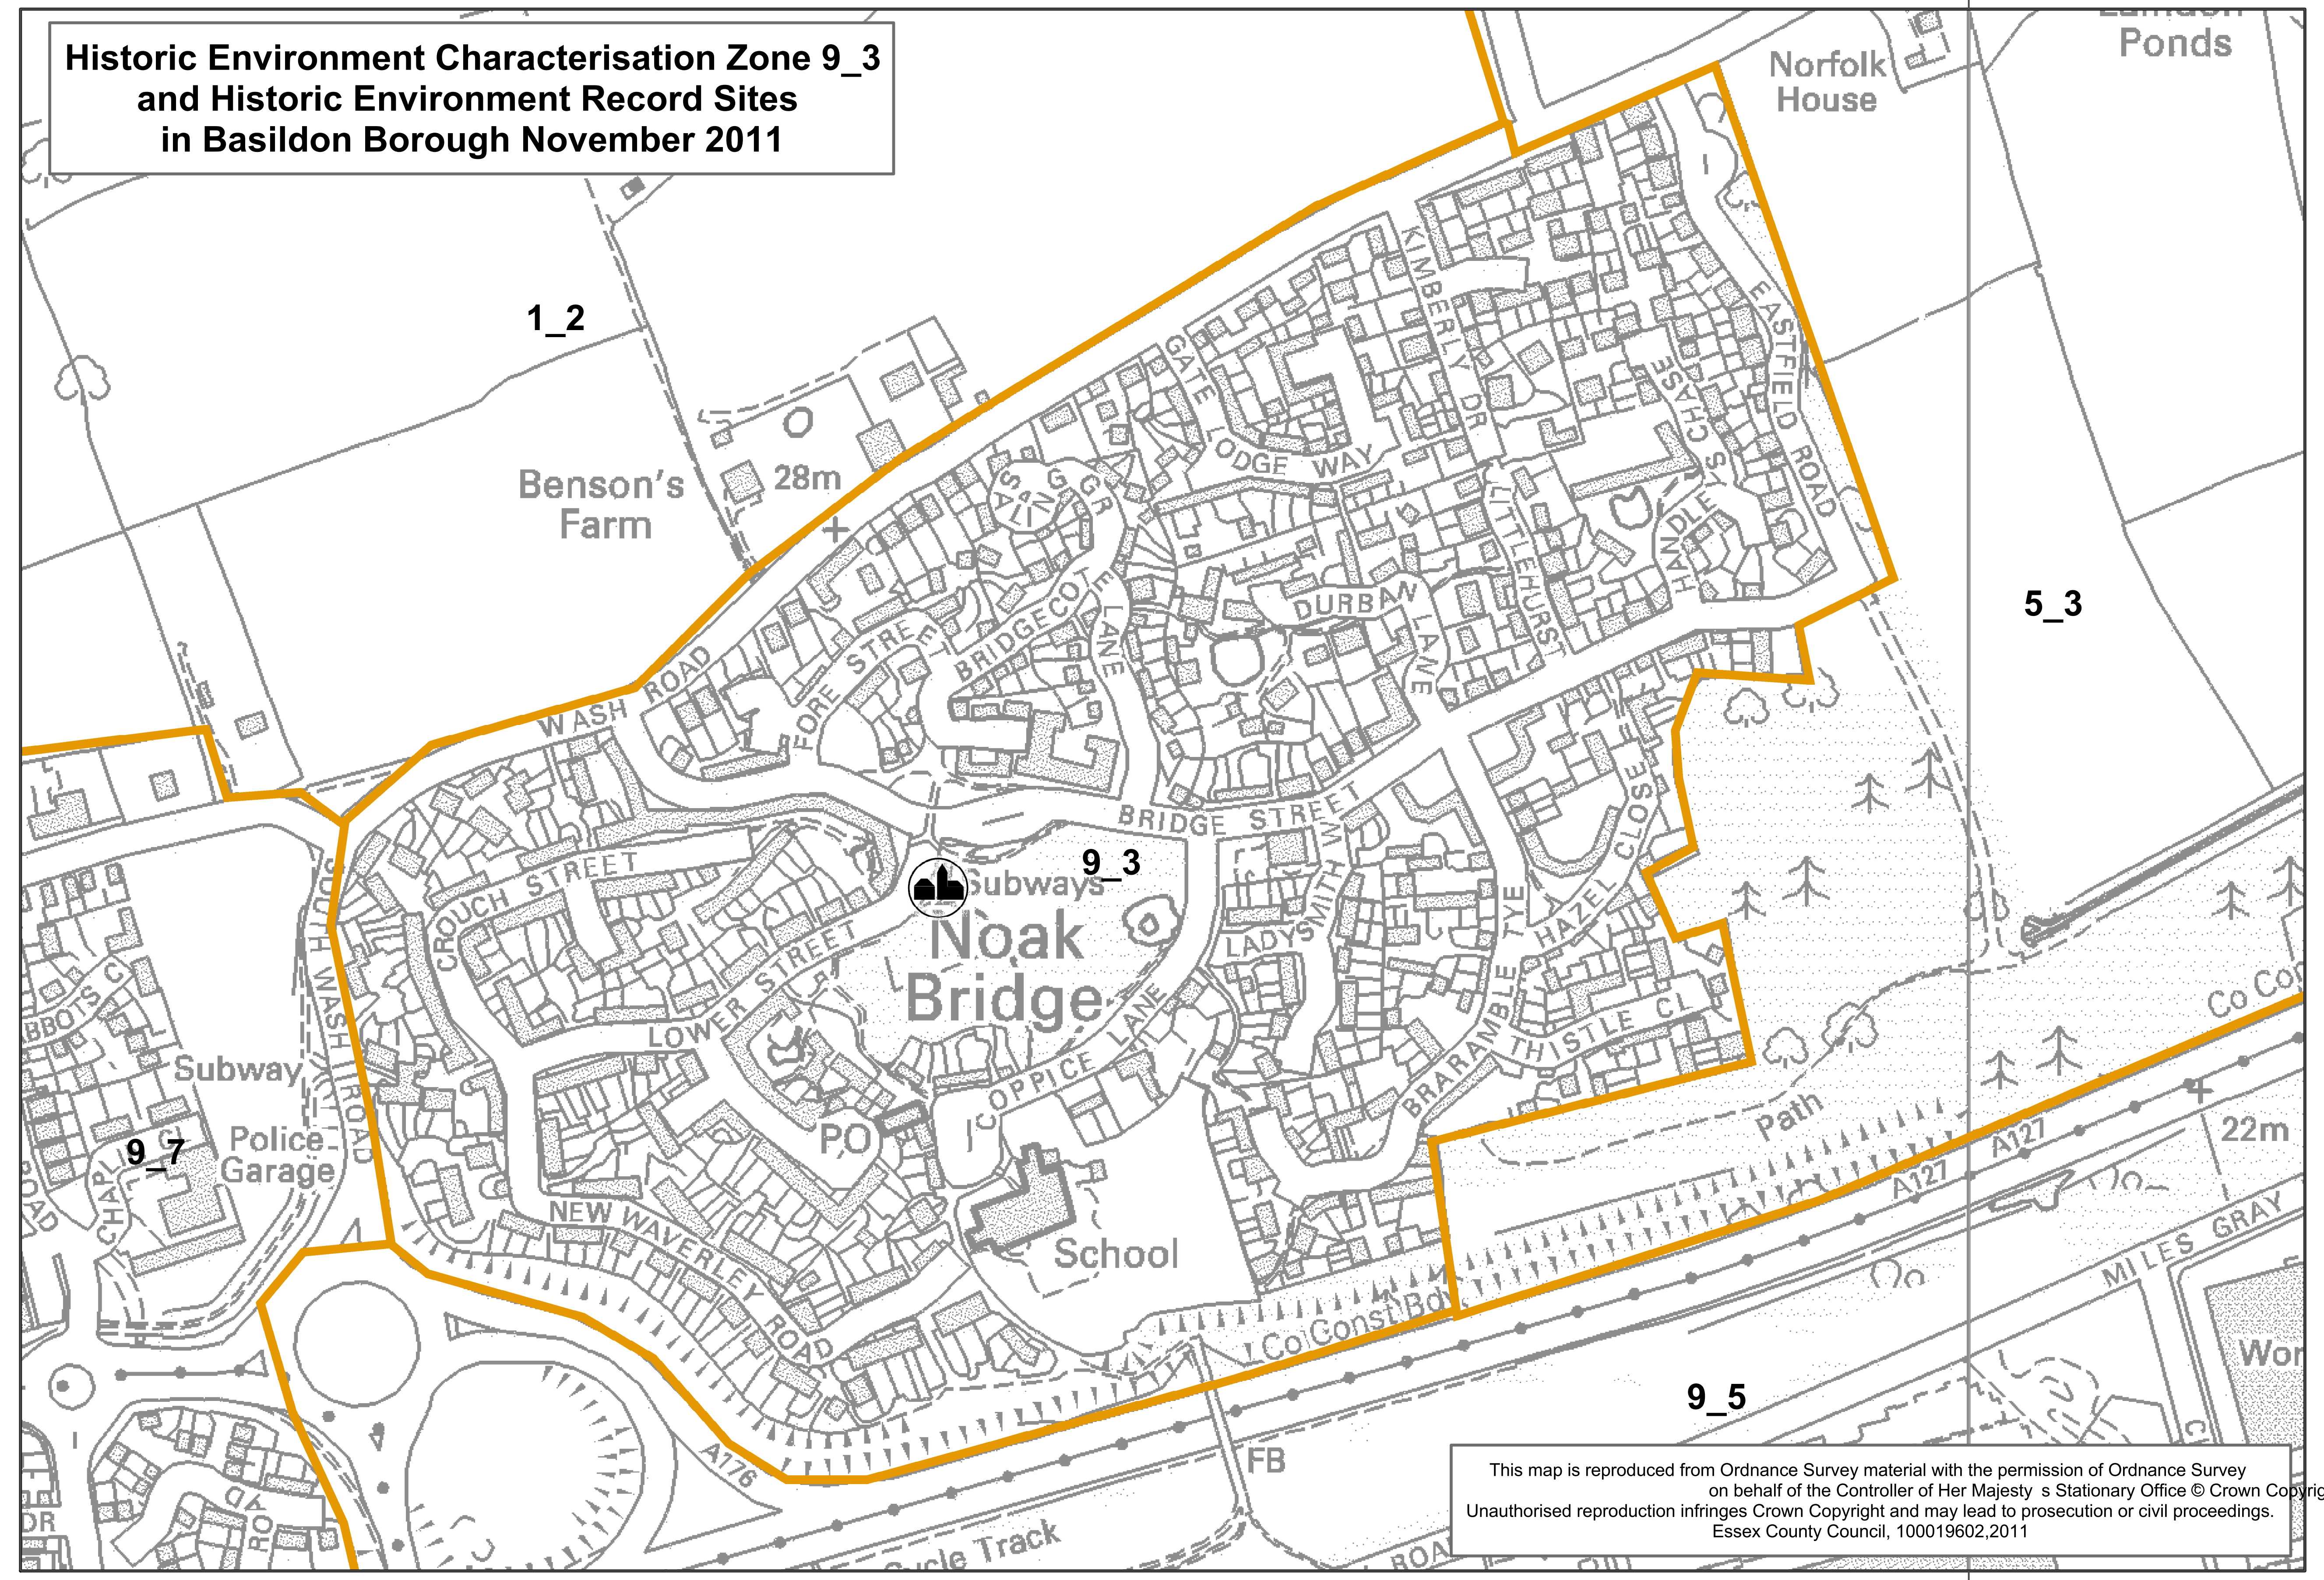 Historic Environment Characterisation Zone 9_3
and Historic Environment Record Sites
in Basildon Borough November 2011
Ponds
Norfolk
House
1_2
KIMBERLY DR
EASTFIELD ROAD
GATE LODGE WAY
HANDLEY'S CHASE
Benson's
Farm
28m
LITTLEHURST
5_3
DURBAN LANE
BRIDGECOTE LANE
FORE STREET
WASH ROAD
BRIDGE STREET
9_3
Subways
Noak
Bridge
CROUCH STREET
SOUTH WASH ROAD
LOWER STREET
COPPICE LANE
LADYSMITH W
HAZEL CLOSE
BRARAMBLE TYE
THISTLE CL
Subway
Police
Garage
9_7
PO
School
NEW WAVERLEY ROAD
Path
A127
A127
22m
Co Const Bdy
MILES GRAY
9_5
A176
FB
Cycle Track
ROAD
This map is reproduced from Ordnance Survey material with the permission of Ordnance Survey
on behalf of the Controller of Her Majesty s Stationary Office © Crown Copyrig
Unauthorised reproduction infringes Crown Copyright and may lead to prosecution or civil proceedings.
Essex County Council, 100019602,2011